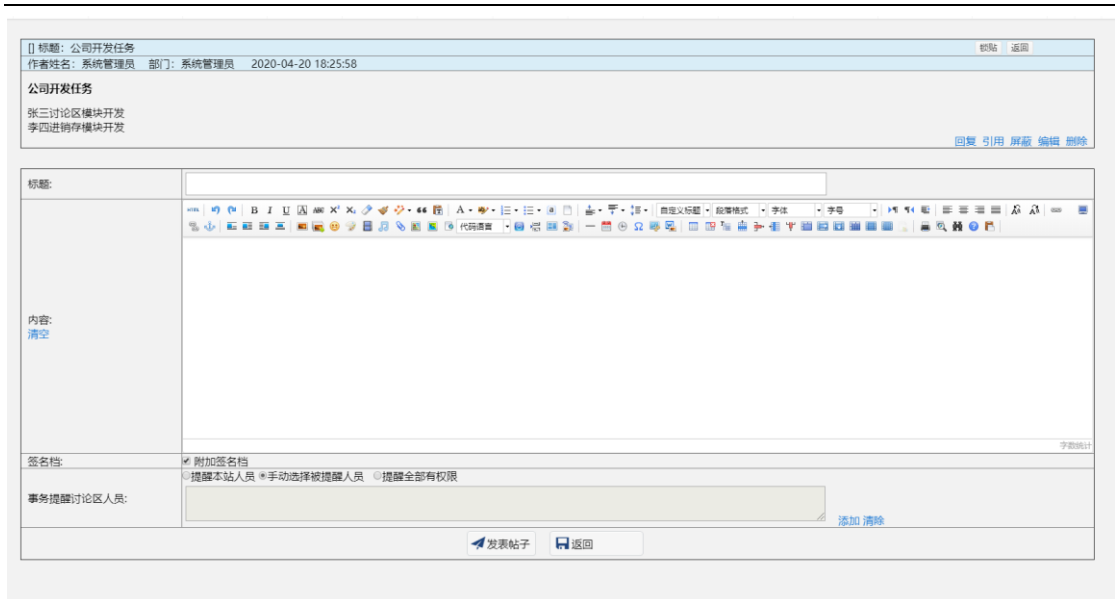 [] 标题：公司开发任务 锁贴 返回
作者姓名：系统管理员 部门：系统管理员 2020-04-20 18:25:58
公司开发任务
张三讨论区模块开发
李四进销存模块开发
回复 引用 屏蔽 编辑 删除
标题:
HTML B I U A ABC X² X₂ A 自定义标题 段落格式 字体 字号
代码语言 Ω
内容:
清空
字数统计
签名档: 附加签名档
提醒本站人员 手动选择被提醒人员 提醒全部有权限
事务提醒讨论区人员:
添加 清除
发表帖子 返回